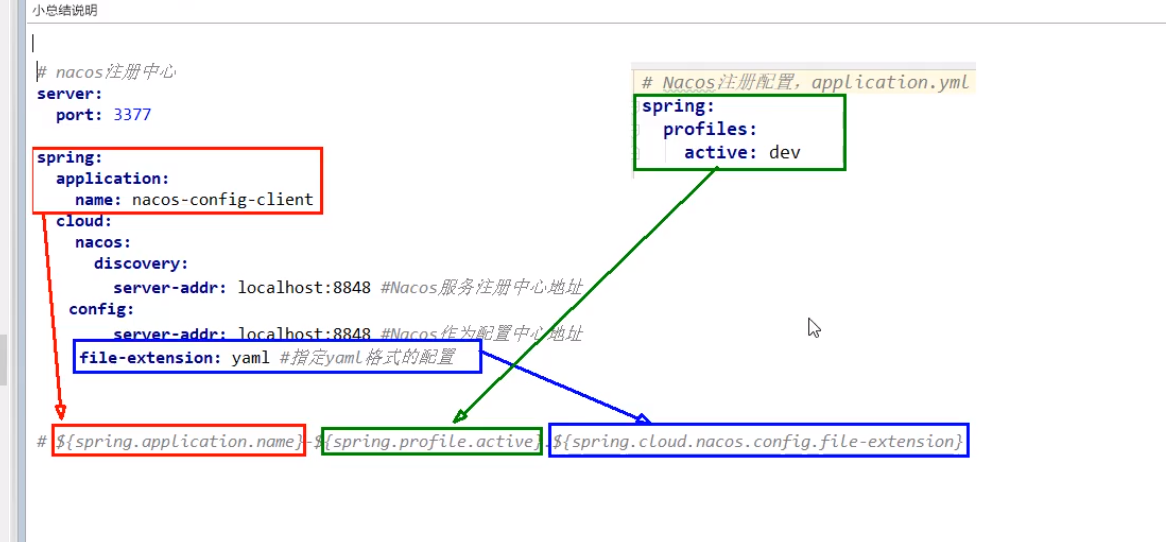 小总结说明
# nacos注册中心
server:
port: 3377
spring:
application:
name: nacos-config-client
cloud:
nacos:
discovery:
server-addr: localhost:8848 #Nacos服务注册中心地址
config:
server-addr: localhost:8848 #Nacos作为配置中心地址
file-extension: yaml #指定yaml格式的配置
# Nacos注册配置，application.yml
spring:
profiles:
active: dev
# ${spring.application.name}-${spring.profile.active}.${spring.cloud.nacos.config.file-extension}